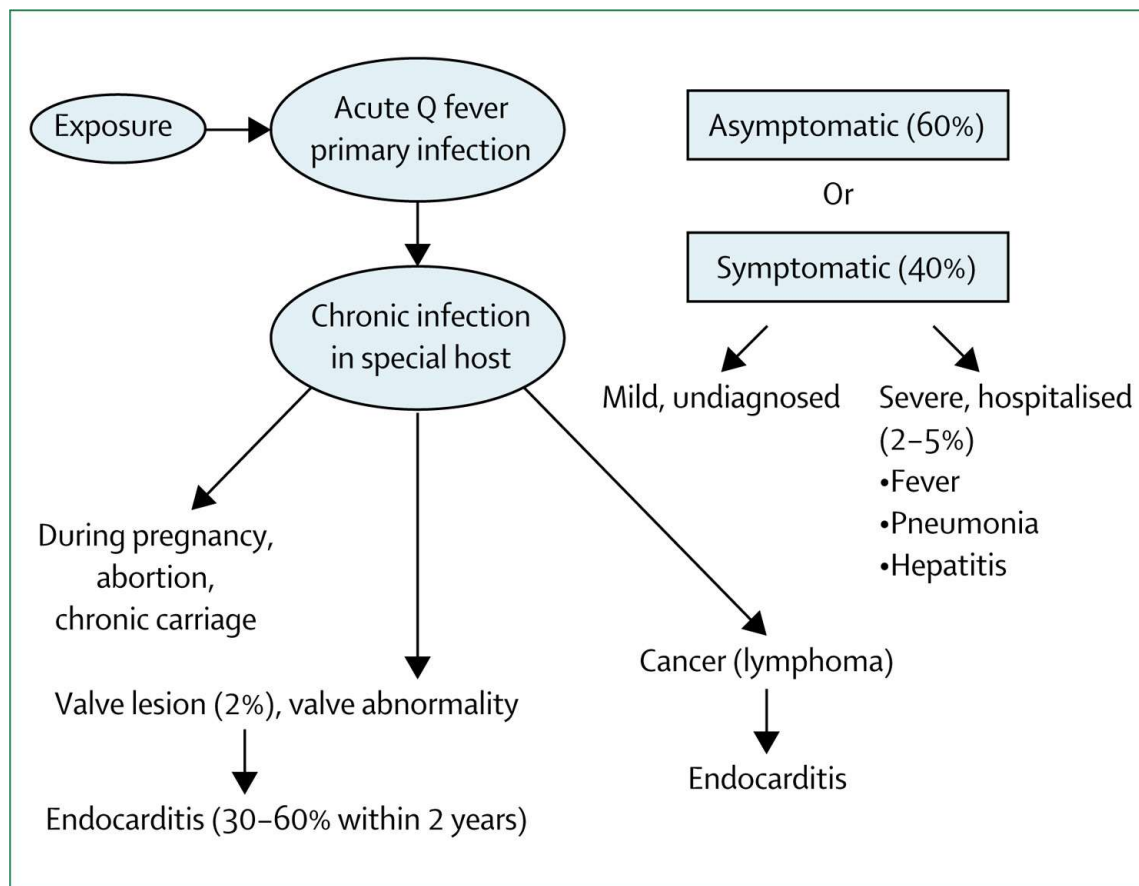 Exposure
Acute Q fever
primary infection
Asymptomatic (60%)
Or
Symptomatic (40%)
Chronic infection
in special host
Mild, undiagnosed
Severe, hospitalised
(2–5%)
•Fever
•Pneumonia
•Hepatitis
During pregnancy,
abortion,
chronic carriage
Cancer (lymphoma)
Valve lesion (2%), valve abnormality
Endocarditis
Endocarditis (30–60% within 2 years)